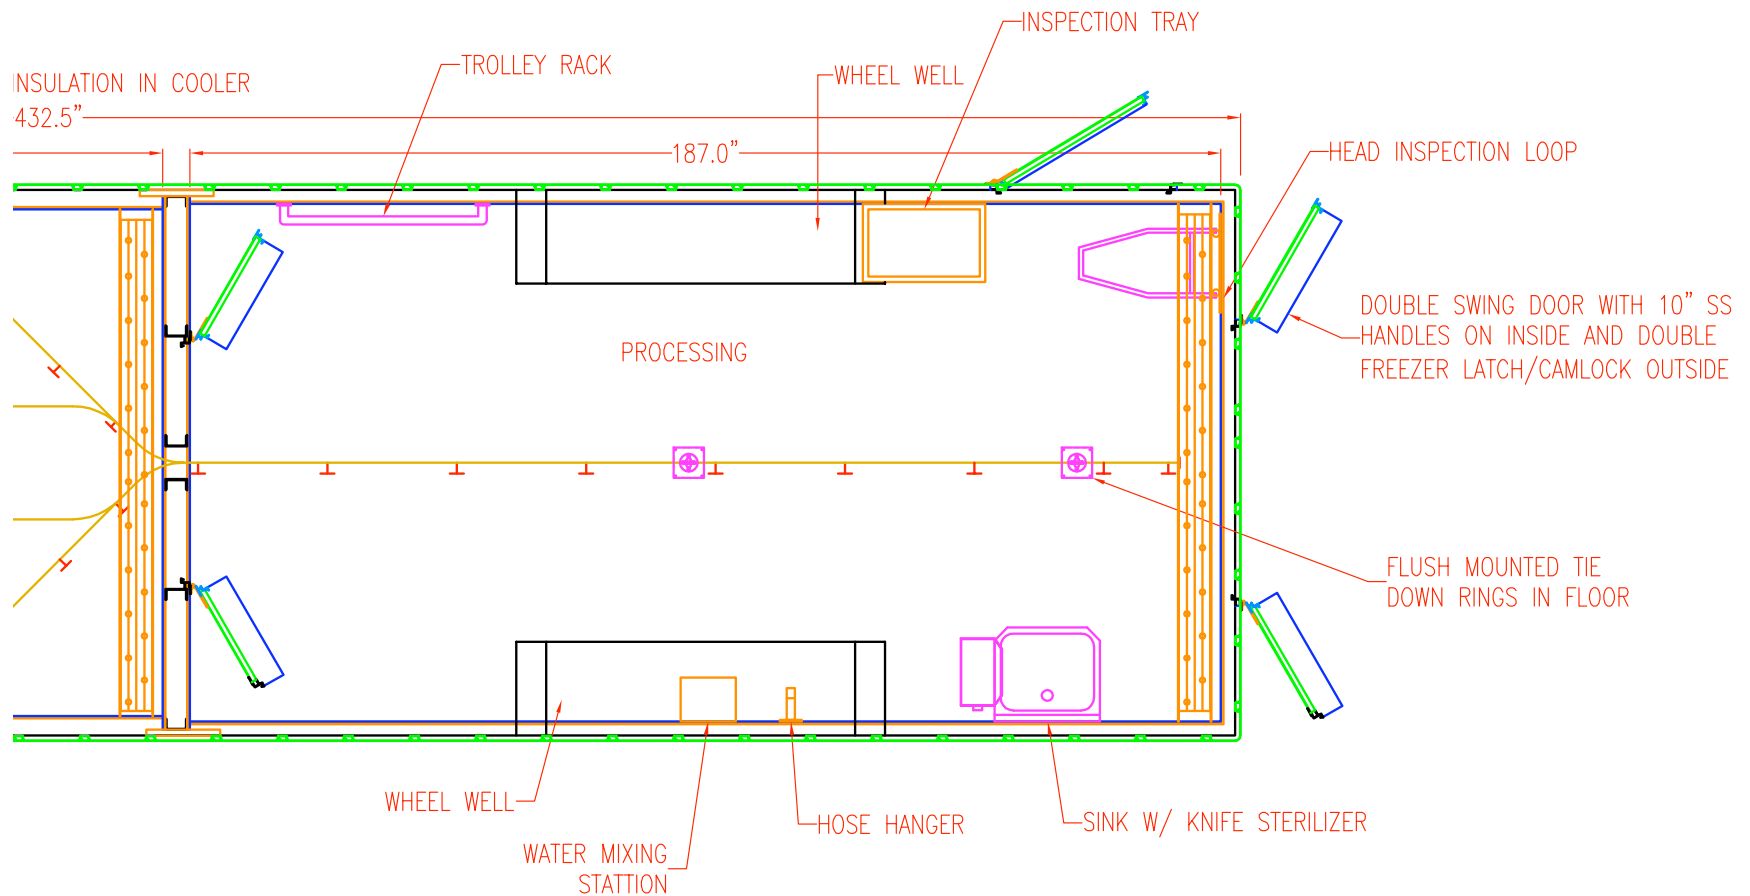 INSPECTION TRAY
TROLLEY RACK
WHEEL WELL
INSULATION IN COOLER
432.5"
187.0"
HEAD INSPECTION LOOP
DOUBLE SWING DOOR WITH 10" SS
HANDLES ON INSIDE AND DOUBLE
FREEZER LATCH/CAMLOCK OUTSIDE
PROCESSING
FLUSH MOUNTED TIE
DOWN RINGS IN FLOOR
WHEEL WELL
HOSE HANGER
SINK W/ KNIFE STERILIZER
WATER MIXING
STATTION